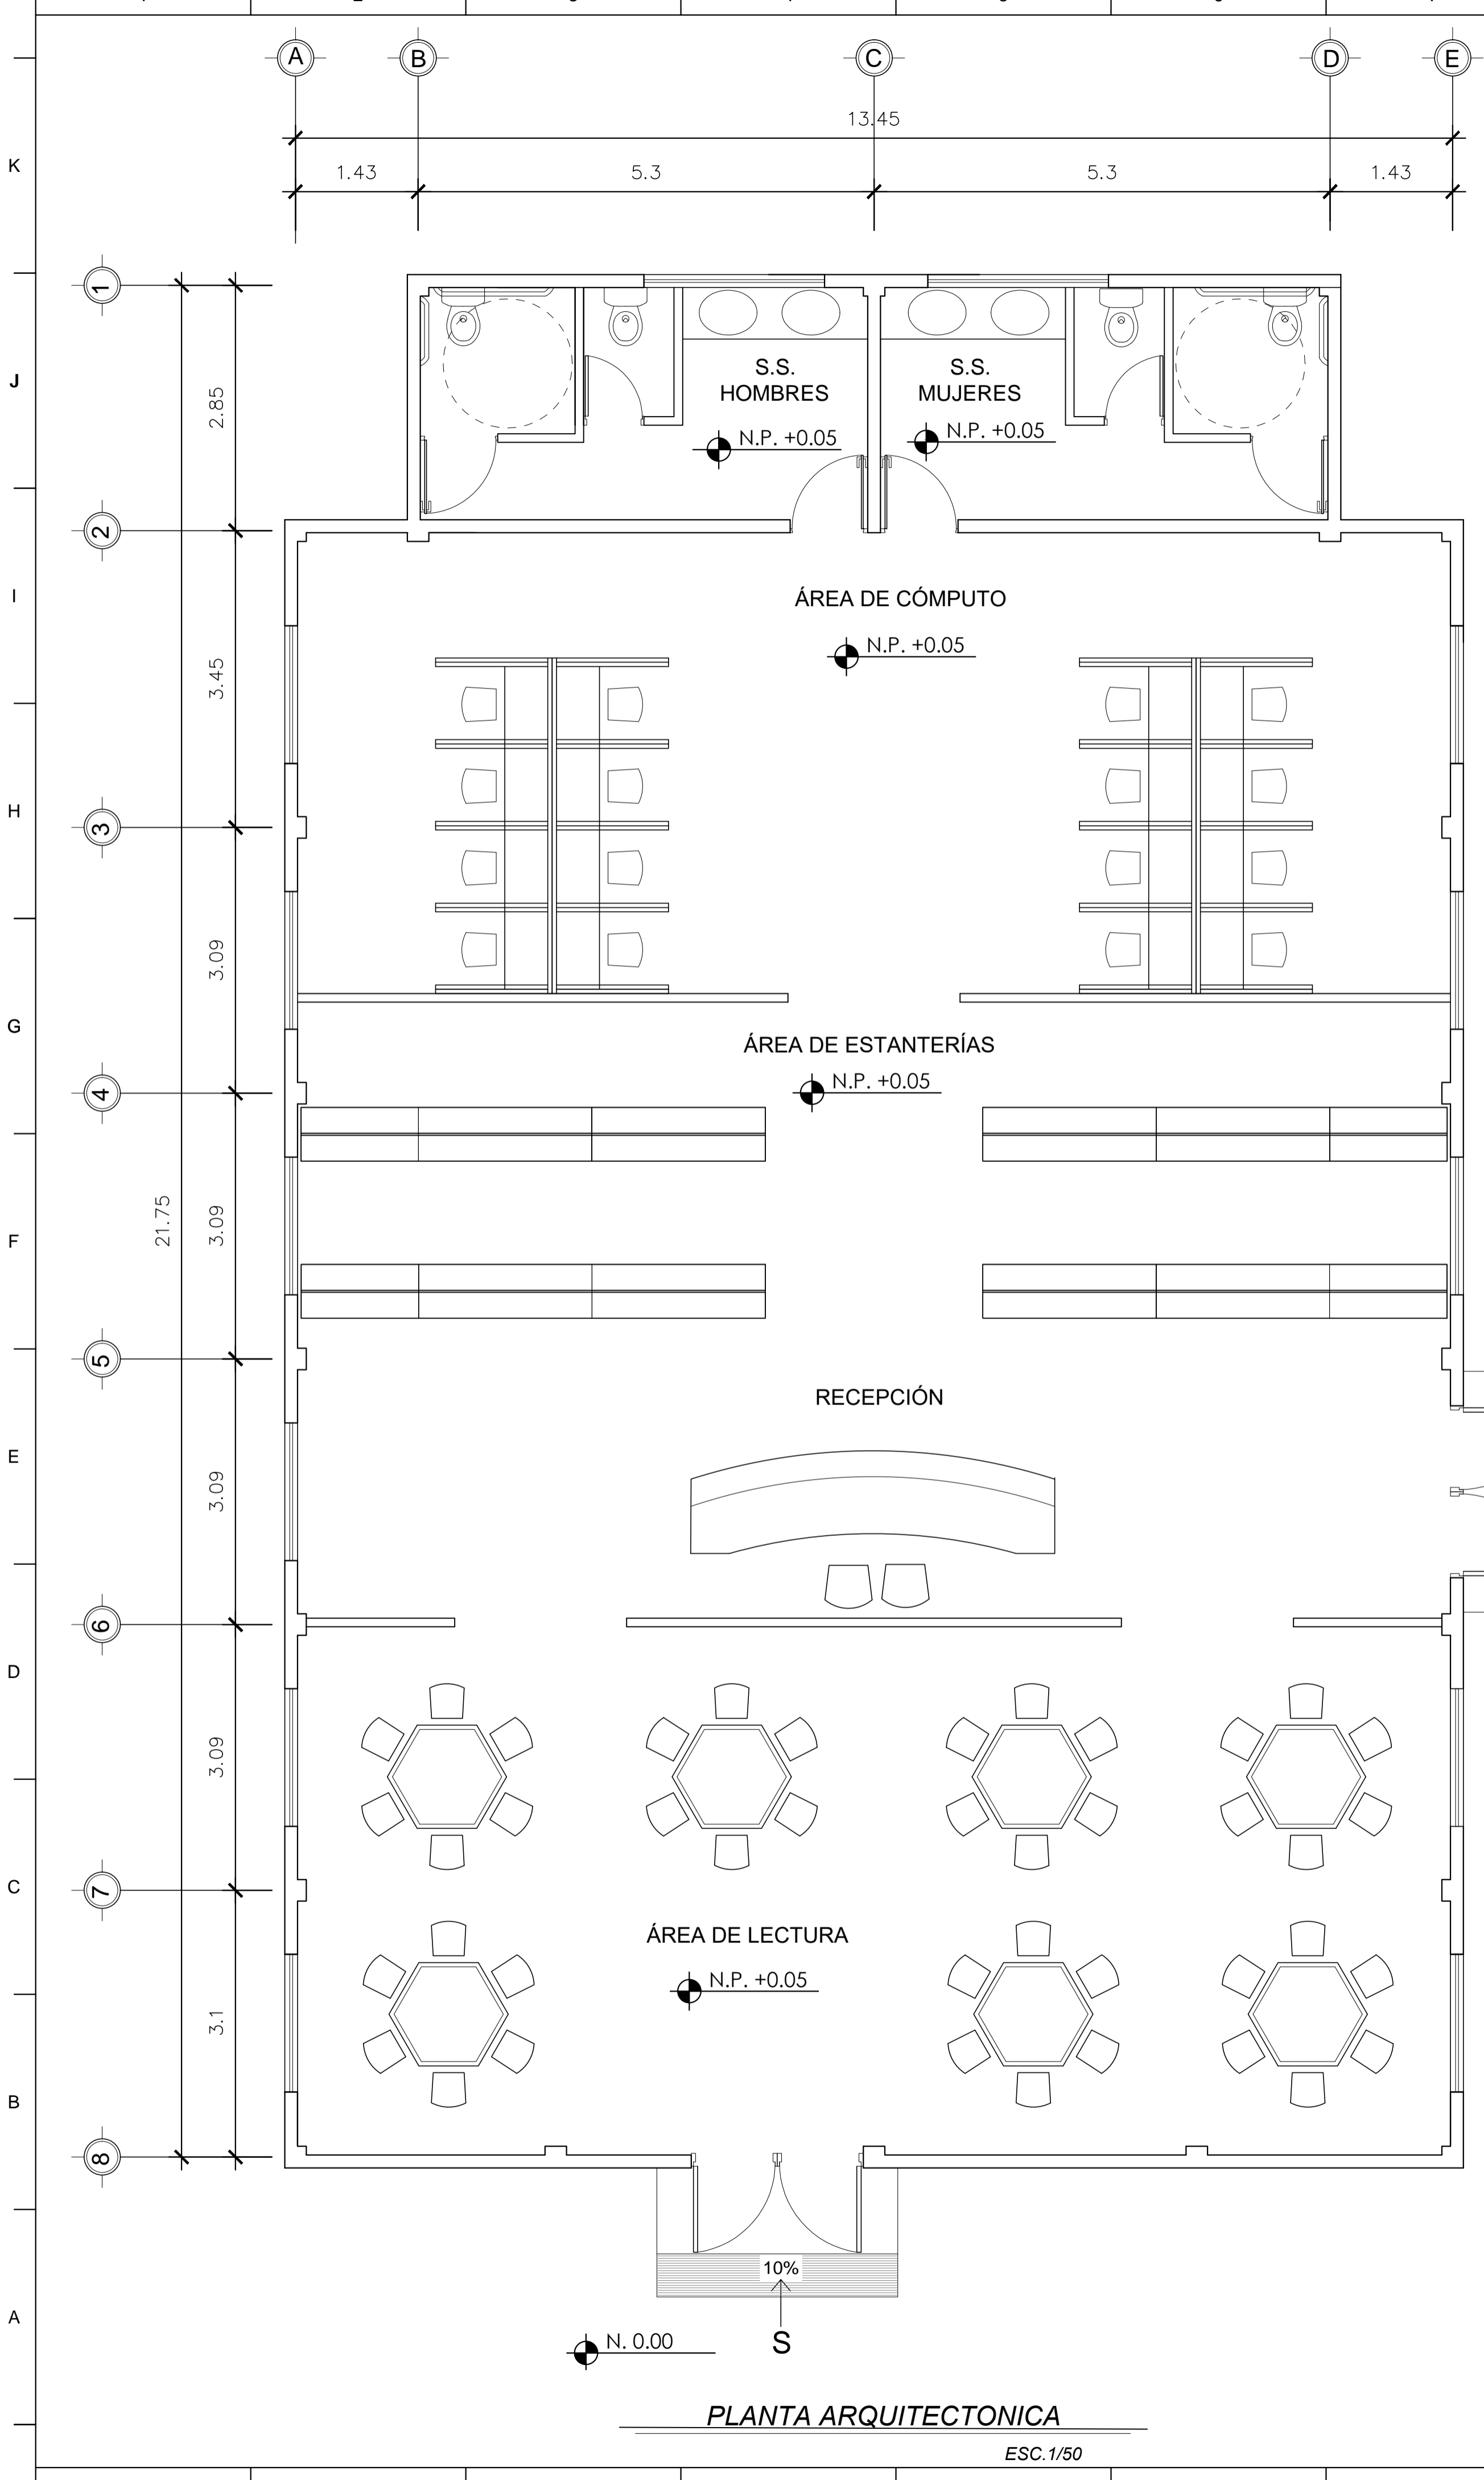 A B C D E
13.45
1.43 5.3 5.3 1.43
K
J
I
H
G
F
E
D
C
B
A
1
2
3
4
5
6
7
8
2.85
3.45
3.09
3.09
3.09
3.09
3.1
21.75
S.S.
HOMBRES
N.P. +0.05
S.S.
MUJERES
N.P. +0.05
ÁREA DE CÓMPUTO
N.P. +0.05
ÁREA DE ESTANTERÍAS
N.P. +0.05
RECEPCIÓN
ÁREA DE LECTURA
N.P. +0.05
10%
S
N. 0.00
PLANTA ARQUITECTONICA
ESC.1/50